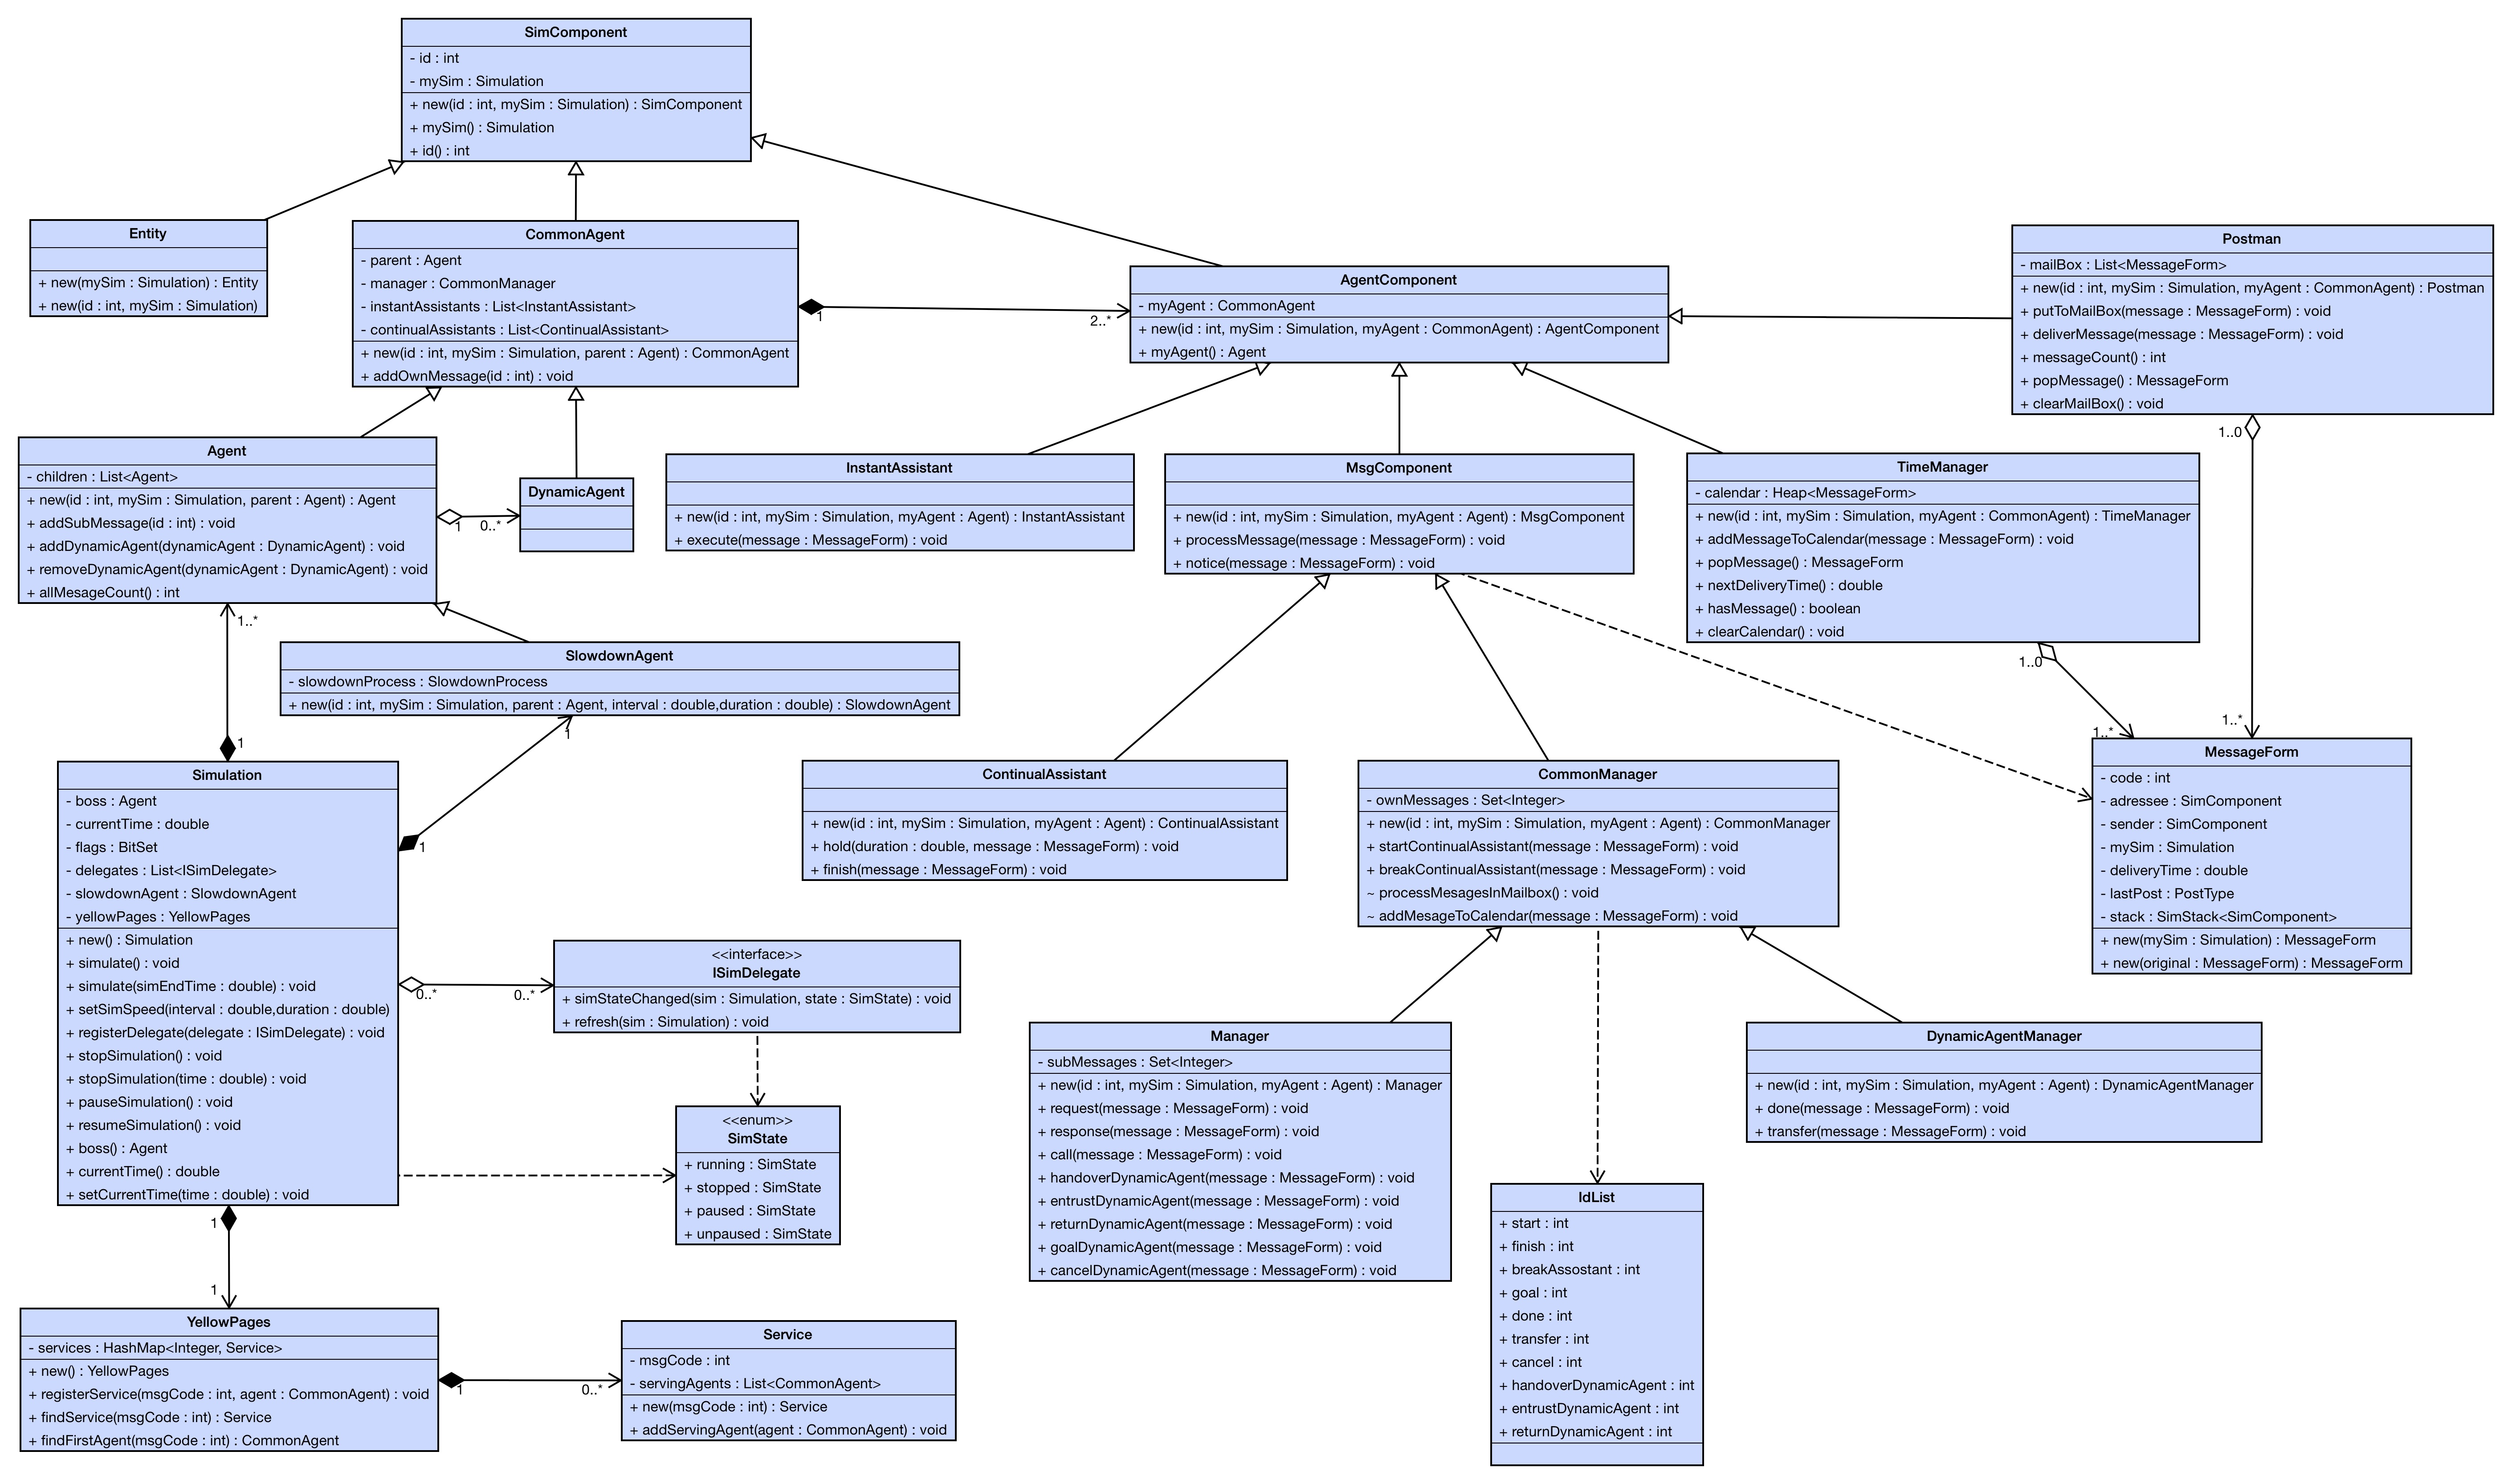 SimComponent
- id : int
- mySim : Simulation
+ new(id : int, mySim : Simulation) : SimComponent
+ mySim() : Simulation
+ id() : int
Entity
+ new(mySim : Simulation) : Entity
+ new(id : int, mySim : Simulation)
CommonAgent
- parent : Agent
- manager : CommonManager
- instantAssistants : List<InstantAssistant>
- continualAssistants : List<ContinualAssistant>
+ new(id : int, mySim : Simulation, parent : Agent) : CommonAgent
+ addOwnMessage(id : int) : void
1
2..*
AgentComponent
- myAgent : CommonAgent
+ new(id : int, mySim : Simulation, myAgent : CommonAgent) : AgentComponent
+ myAgent() : Agent
Postman
- mailBox : List<MessageForm>
+ new(id : int, mySim : Simulation, myAgent : CommonAgent) : Postman
+ putToMailBox(message : MessageForm) : void
+ deliverMessage(message : MessageForm) : void
+ messageCount() : int
+ popMessage() : MessageForm
+ clearMailBox() : void
1..0
1..*
Agent
- children : List<Agent>
+ new(id : int, mySim : Simulation, parent : Agent) : Agent
+ addSubMessage(id : int) : void
+ addDynamicAgent(dynamicAgent : DynamicAgent) : void
+ removeDynamicAgent(dynamicAgent : DynamicAgent) : void
+ allMesageCount() : int
1
0..*
DynamicAgent
InstantAssistant
+ new(id : int, mySim : Simulation, myAgent : Agent) : InstantAssistant
+ execute(message : MessageForm) : void
MsgComponent
+ new(id : int, mySim : Simulation, myAgent : Agent) : MsgComponent
+ processMessage(message : MessageForm) : void
+ notice(message : MessageForm) : void
TimeManager
- calendar : Heap<MessageForm>
+ new(id : int, mySim : Simulation, myAgent : CommonAgent) : TimeManager
+ addMessageToCalendar(message : MessageForm) : void
+ popMessage() : MessageForm
+ nextDeliveryTime() : double
+ hasMessage() : boolean
+ clearCalendar() : void
1..0
1..*
1..*
1
SlowdownAgent
- slowdownProcess : SlowdownProcess
+ new(id : int, mySim : Simulation, parent : Agent, interval : double,duration : double) : SlowdownAgent
1
1
Simulation
- boss : Agent
- currentTime : double
- flags : BitSet
- delegates : List<ISimDelegate>
- slowdownAgent : SlowdownAgent
- yellowPages : YellowPages
+ new() : Simulation
+ simulate() : void
+ simulate(simEndTime : double) : void
+ setSimSpeed(interval : double,duration : double)
+ registerDelegate(delegate : ISimDelegate) : void
+ stopSimulation() : void
+ stopSimulation(time : double) : void
+ pauseSimulation() : void
+ resumeSimulation() : void
+ boss() : Agent
+ currentTime() : double
+ setCurrentTime(time : double) : void
0..*
0..*
<<interface>>
ISimDelegate
+ simStateChanged(sim : Simulation, state : SimState) : void
+ refresh(sim : Simulation) : void
<<enum>>
SimState
+ running : SimState
+ stopped : SimState
+ paused : SimState
+ unpaused : SimState
ContinualAssistant
+ new(id : int, mySim : Simulation, myAgent : Agent) : ContinualAssistant
+ hold(duration : double, message : MessageForm) : void
+ finish(message : MessageForm) : void
CommonManager
- ownMessages : Set<Integer>
+ new(id : int, mySim : Simulation, myAgent : Agent) : CommonManager
+ startContinualAssistant(message : MessageForm) : void
+ breakContinualAssistant(message : MessageForm) : void
~ processMesagesInMailbox() : void
~ addMesageToCalendar(message : MessageForm) : void
MessageForm
- code : int
- adressee : SimComponent
- sender : SimComponent
- mySim : Simulation
- deliveryTime : double
- lastPost : PostType
- stack : SimStack<SimComponent>
+ new(mySim : Simulation) : MessageForm
+ new(original : MessageForm) : MessageForm
Manager
- subMessages : Set<Integer>
+ new(id : int, mySim : Simulation, myAgent : Agent) : Manager
+ request(message : MessageForm) : void
+ response(message : MessageForm) : void
+ call(message : MessageForm) : void
+ handoverDynamicAgent(message : MessageForm) : void
+ entrustDynamicAgent(message : MessageForm) : void
+ returnDynamicAgent(message : MessageForm) : void
+ goalDynamicAgent(message : MessageForm) : void
+ cancelDynamicAgent(message : MessageForm) : void
DynamicAgentManager
+ new(id : int, mySim : Simulation, myAgent : Agent) : DynamicAgentManager
+ done(message : MessageForm) : void
+ transfer(message : MessageForm) : void
IdList
+ start : int
+ finish : int
+ breakAssostant : int
+ goal : int
+ done : int
+ transfer : int
+ cancel : int
+ handoverDynamicAgent : int
+ entrustDynamicAgent : int
+ returnDynamicAgent : int
1
1
YellowPages
- services : HashMap<Integer, Service>
+ new() : YellowPages
+ registerService(msgCode : int, agent : CommonAgent) : void
+ findService(msgCode : int) : Service
+ findFirstAgent(msgCode : int) : CommonAgent
1
0..*
Service
- msgCode : int
- servingAgents : List<CommonAgent>
+ new(msgCode : int) : Service
+ addServingAgent(agent : CommonAgent) : void